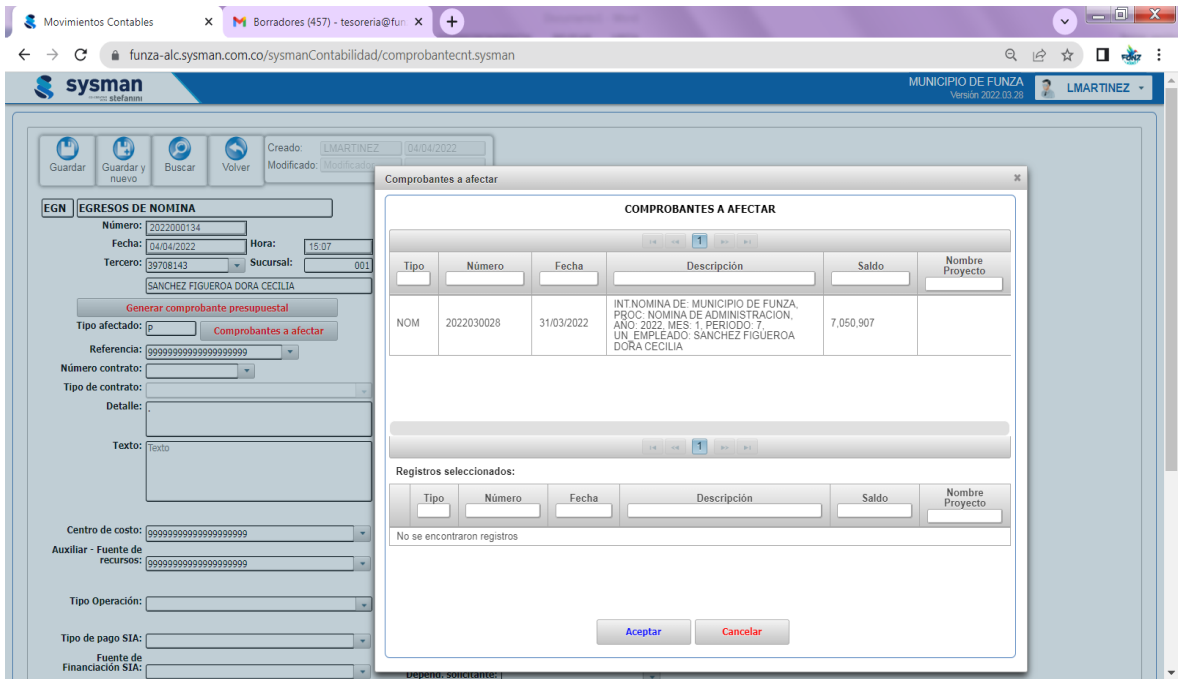 Movimientos Contables
Borradores (457) - tesoreria@fun
funza-alc.sysman.com.co/sysmanContabilidad/comprobantecnt.sysman
sysman
stefanini
MUNICIPIO DE FUNZA
Versión 2022.03.28
LMARTINEZ
Guardar
Guardar y nuevo
Buscar
Volver
Creado: LMARTINEZ 04/04/2022
Modificado: Modificado
EGN EGRESOS DE NOMINA
Número: 2022000134
Fecha: 04/04/2022 Hora: 15:07
Tercero: 39708143 Sucursal: 001
SANCHEZ FIGUEROA DORA CECILIA
Generar comprobante presupuestal
Tipo afectado: P Comprobantes a afectar
Referencia: 99999999999999999999
Número contrato:
Tipo de contrato:
Detalle: .
Texto: Texto
Centro de costo: 99999999999999999999
Auxiliar - Fuente de
recursos: 99999999999999999999
Tipo Operación:
Tipo de pago SIA:
Fuente de
Financiación SIA:
Depend. solicitante:
Comprobantes a afectar
COMPROBANTES A AFECTAR
1
Tipo Número Fecha Descripción Saldo Nombre Proyecto
NOM 2022030028 31/03/2022
INT.NOMINA DE: MUNICIPIO DE FUNZA,
PROC: NOMINA DE ADMINISTRACION,
AÑO: 2022, MES: 1, PERIODO: 7,
UN_EMPLEADO: SANCHEZ FIGUEROA
DORA CECILIA
7,050,907
1
Registros seleccionados:
Tipo Número Fecha Descripción Saldo Nombre Proyecto
No se encontraron registros
Aceptar Cancelar